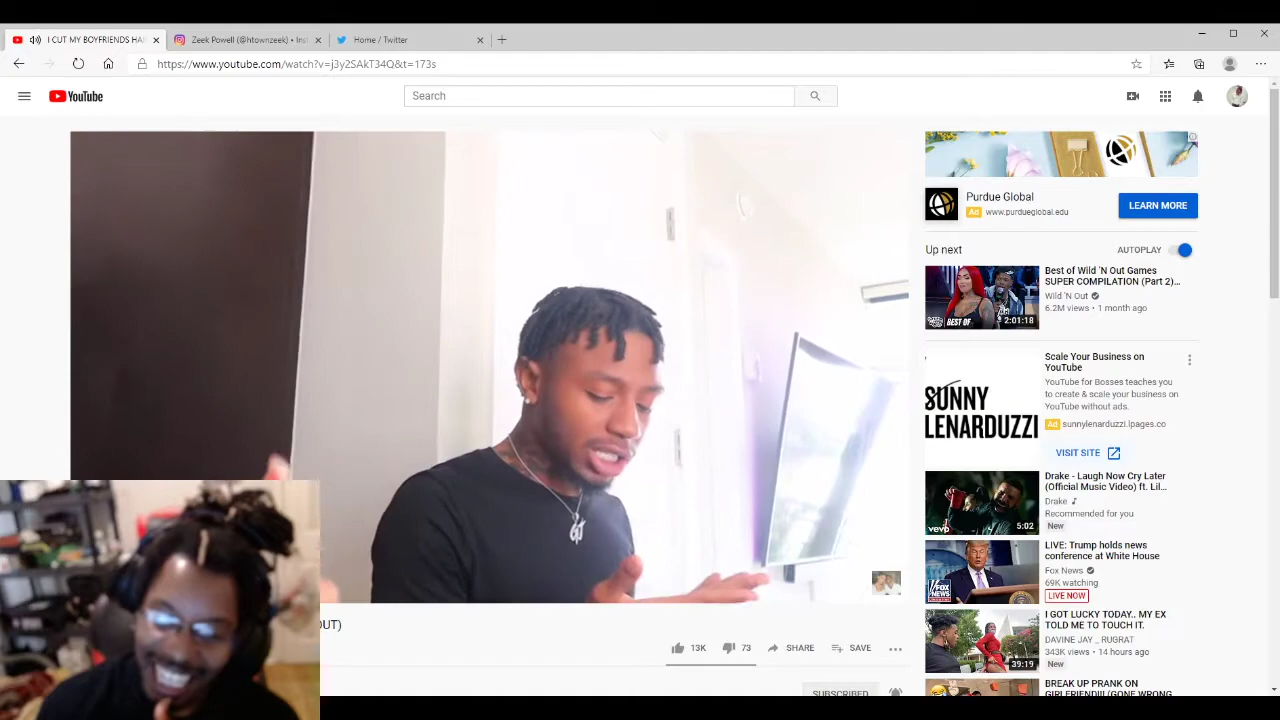 I CUT MY BOYFRIENDS HAI
Zeek Powell (@htownzeek) • Inst
Home / Twitter
https://www.youtube.com/watch?v=j3y2SAkT34Q&t=173s
YouTube
Search
Purdue Global
Ad www.purdueglobal.edu
LEARN MORE
Up next
AUTOPLAY
Best of Wild 'N Out Games
SUPER COMPILATION (Part 2)...
Wild 'N Out
6.2M views • 1 month ago
BEST OF
2:01:18
Scale Your Business on
YouTube
YouTube for Bosses teaches you
to create & scale your business on
YouTube without ads.
Ad sunnylenarduzzi.lpages.co
SUNNY
LENARDUZZI
VISIT SITE
Drake - Laugh Now Cry Later
(Official Music Video) ft. Lil...
Drake
Recommended for you
New
vevo
5:02
LIVE: Trump holds news
conference at White House
Fox News
69K watching
LIVE NOW
FOX
NEWS
I GOT LUCKY TODAY.. MY EX
TOLD ME TO TOUCH IT.
DAVINE JAY _ RUGRAT
343K views • 14 hours ago
New
39:19
BREAK UP PRANK ON
GIRLFRIEND!!! (GONE WRONG
OUT)
13K
73
SHARE
SAVE
SUBSCRIBED